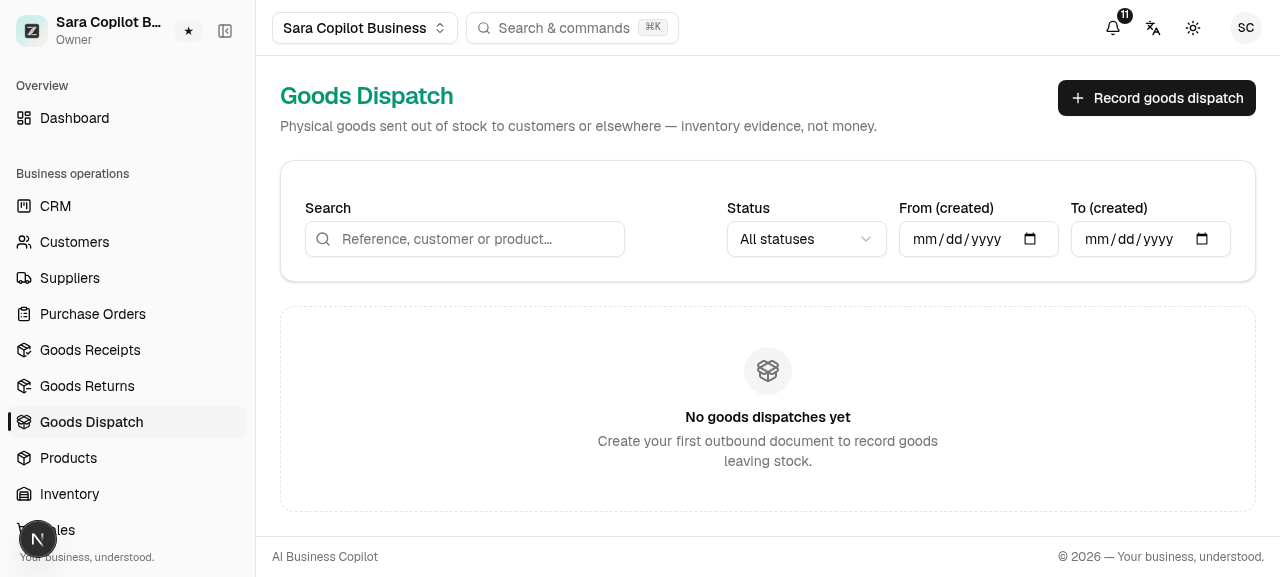 Sara Copilot B...
Owner
Overview
Dashboard
Business operations
CRM
Customers
Suppliers
Purchase Orders
Goods Receipts
Goods Returns
Goods Dispatch
Products
Inventory
les
Your business, understood.
Sara Copilot Business
Search & commands
⌘K
11
SC
Goods Dispatch
Physical goods sent out of stock to customers or elsewhere — inventory evidence, not money.
Record goods dispatch
Search
Reference, customer or product...
Status
All statuses
From (created)
mm/dd/yyyy
To (created)
mm/dd/yyyy
No goods dispatches yet
Create your first outbound document to record goods
leaving stock.
AI Business Copilot
© 2026 — Your business, understood.